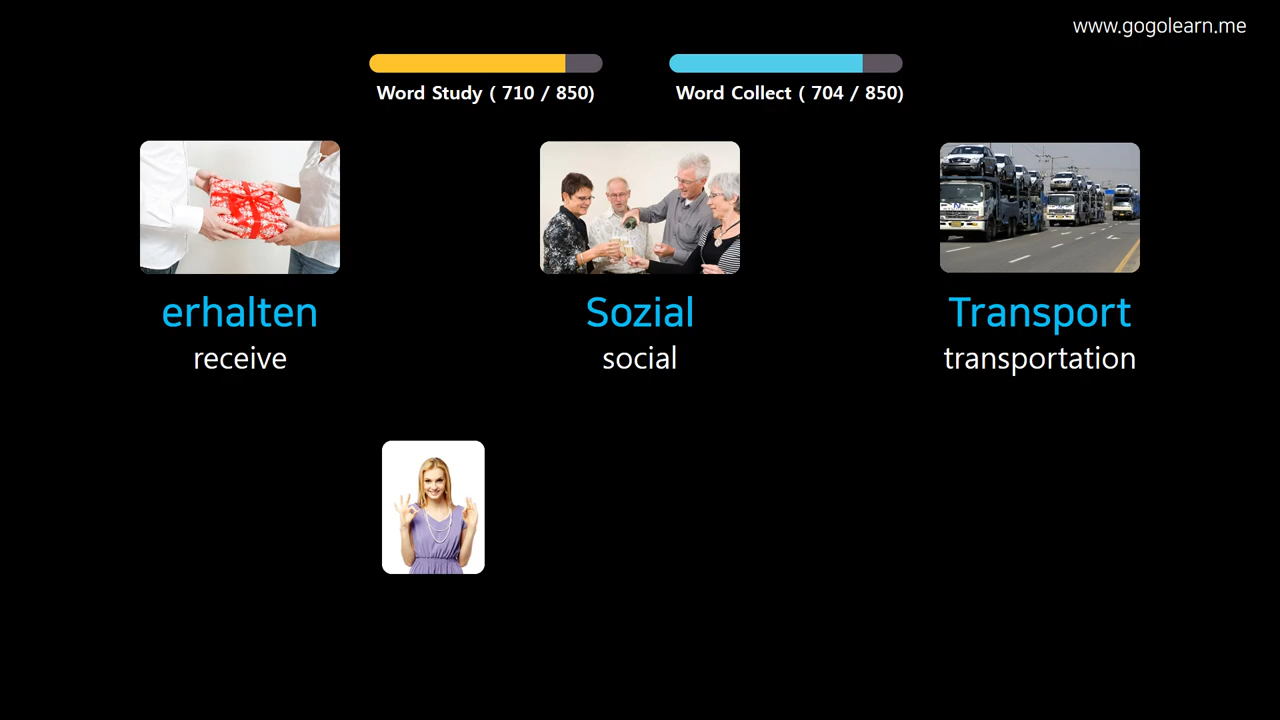 www.gogolearn.me
Word Study ( 710 / 850)
Word Collect ( 704 / 850)
erhalten
receive
Sozial
social
Transport
transportation